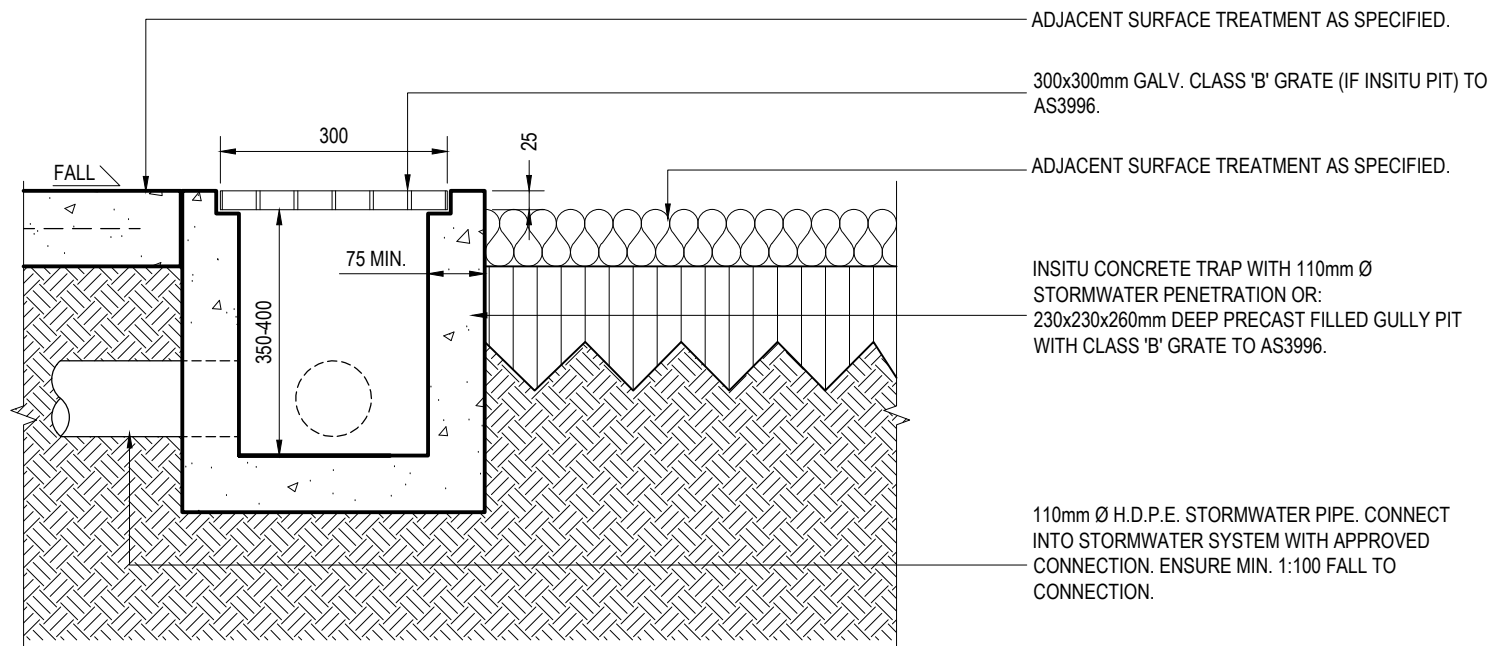 ADJACENT SURFACE TREATMENT AS SPECIFIED.
300x300mm GALV. CLASS 'B' GRATE (IF INSITU PIT) TO
AS3996.
300
25
FALL
ADJACENT SURFACE TREATMENT AS SPECIFIED.
75 MIN.
350-400
INSITU CONCRETE TRAP WITH 110mm Ø
STORMWATER PENETRATION OR:
230x230x260mm DEEP PRECAST FILLED GULLY PIT
WITH CLASS 'B' GRATE TO AS3996.
110mm Ø H.D.P.E. STORMWATER PIPE. CONNECT
INTO STORMWATER SYSTEM WITH APPROVED
CONNECTION. ENSURE MIN. 1:100 FALL TO
CONNECTION.